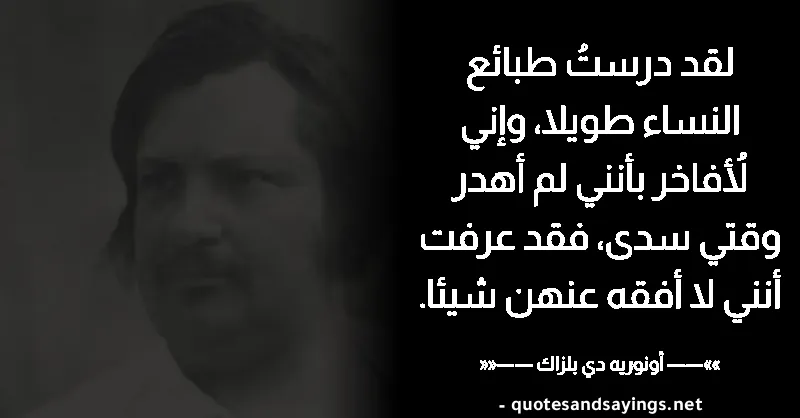 لقد درستُ طبائع
النساء طويلا، وإني
لُأفاخر بأنني لم أهدر
وقتي سدى، فقد عرفت
أنني لا أفقه عنهن شيئا.
»»——— أونوريه دي بلزاك ———««
- quotesandsayings.net